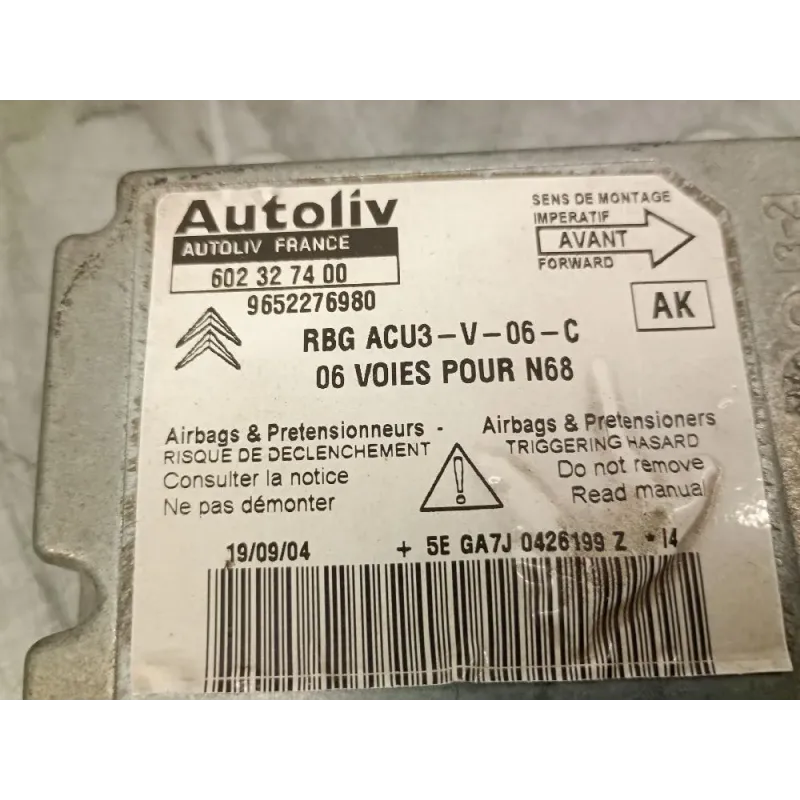 Autoliv
AUTOLIV FRANCE
602 32 74 00
9652276980
SENS DE MONTAGE
IMPERATIF
AVANT
FORWARD
AK
RBG ACU3-V-06-C
06 VOIES POUR N68
Airbags & Pretensionneurs -
RISQUE DE DECLENCHEMENT
Consulter la notice
Ne pas démonter
Airbags & Pretensioners
TRIGGERING HASARD
Do not remove
Read manual
19/09/04 + 5E GA7J 0426199 Z * 14